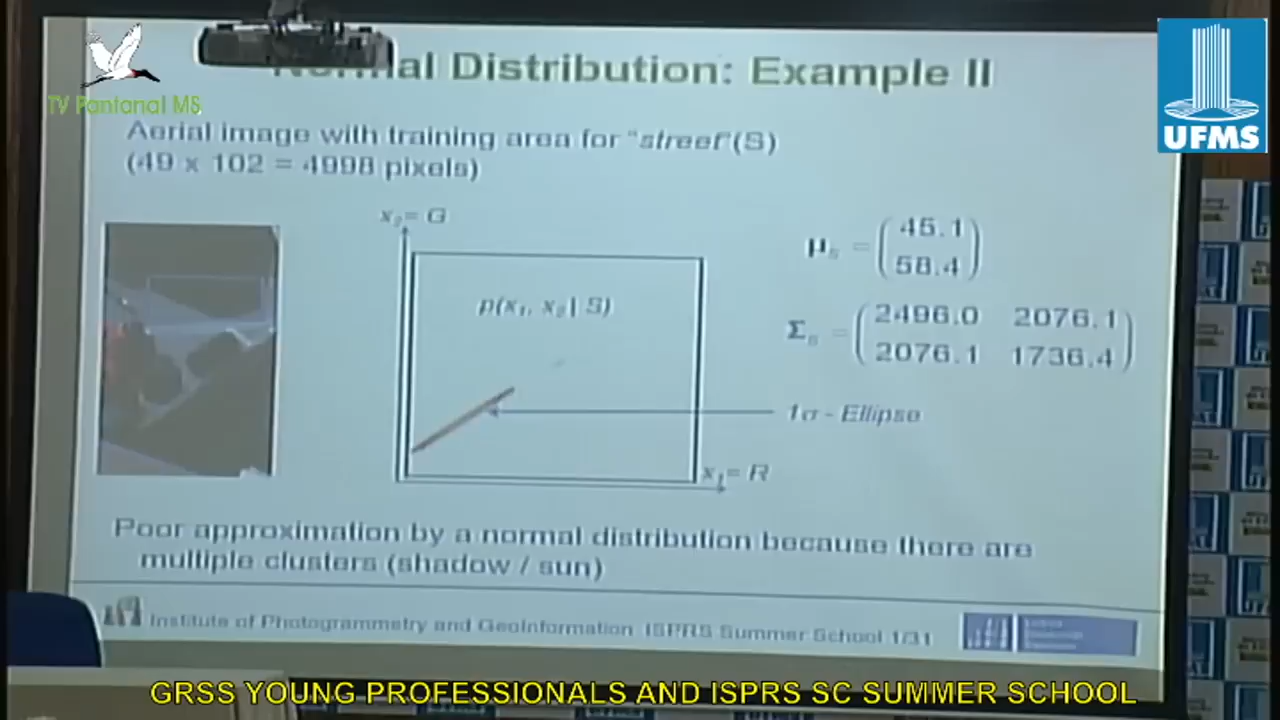 TV Pantanal MS
UFMS
Normal Distribution: Example II
Aerial image with training area for "street"(S)
(49 x 102 = 4998 pixels)
x₂= G
p(x₁, x₂| S)
x₁= R
μₛ = ( 45.1
58.4 )
Σₛ = ( 2496.0 2076.1
2076.1 1736.4 )
1σ - Ellipse
Poor approximation by a normal distribution because there are
multiple clusters (shadow / sun)
Institute of Photogrammetry and GeoInformation ISPRS Summer School 1/31
GRSS YOUNG PROFESSIONALS AND ISPRS SC SUMMER SCHOOL